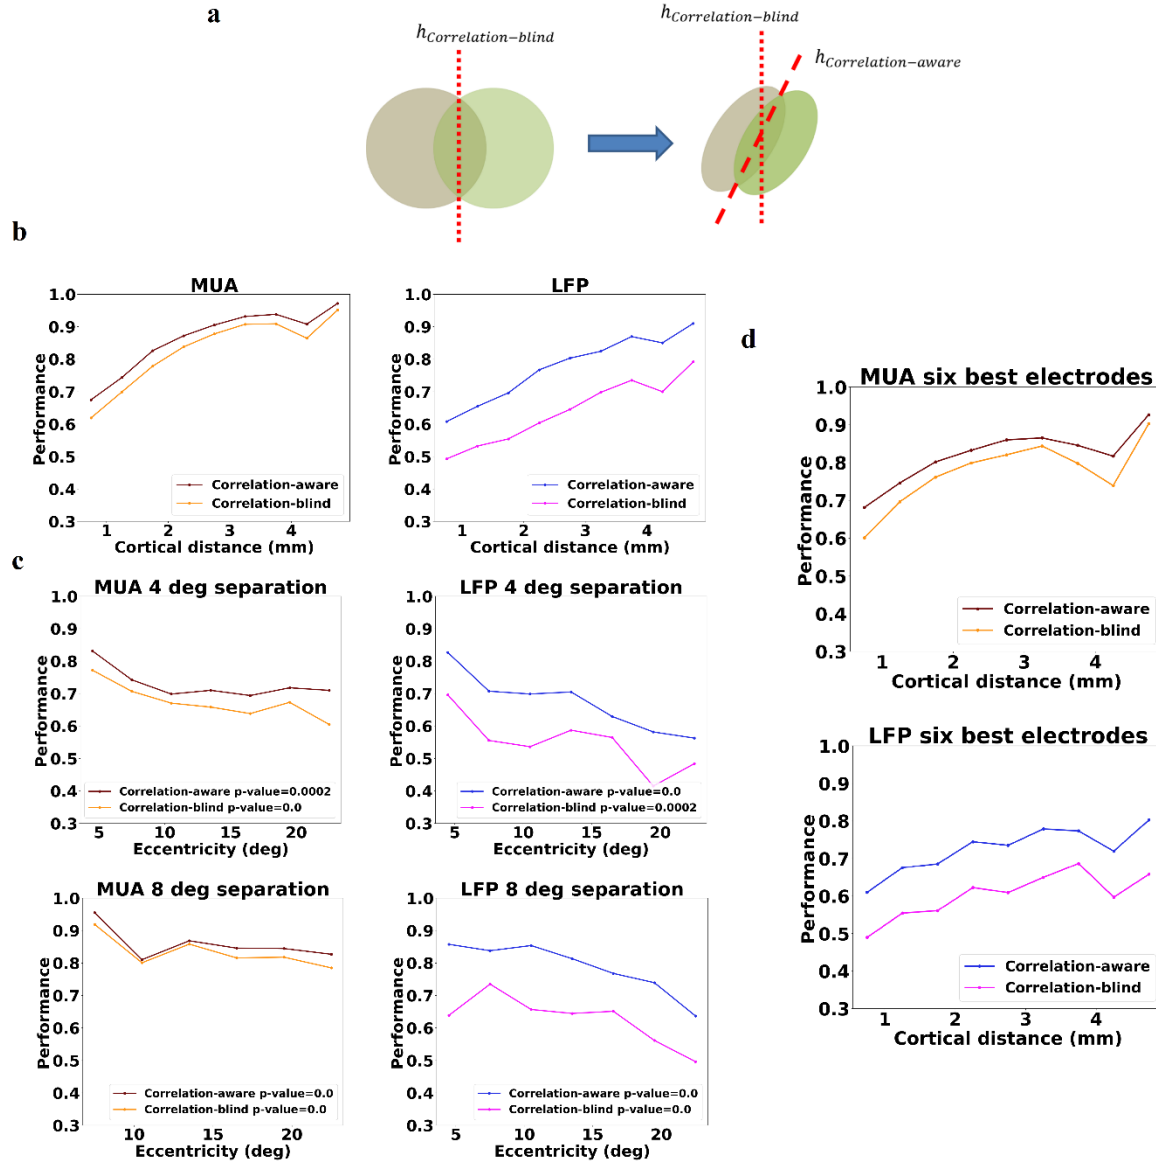 a
h_Correlation−blind
h_Correlation−blind
h_Correlation−aware
b
MUA
1.0
0.9
0.8
0.7
0.6
0.5
0.4
0.3
Performance
Correlation-aware
Correlation-blind
1 2 3 4
Cortical distance (mm)
LFP
1.0
0.9
0.8
0.7
0.6
0.5
0.4
0.3
Performance
Correlation-aware
Correlation-blind
1 2 3 4
Cortical distance (mm)
c
MUA 4 deg separation
1.0
0.9
0.8
0.7
0.6
0.5
0.4
0.3
Performance
Correlation-aware p-value=0.0002
Correlation-blind p-value=0.0
5 10 15 20
Eccentricity (deg)
LFP 4 deg separation
1.0
0.9
0.8
0.7
0.6
0.5
0.4
0.3
Performance
Correlation-aware p-value=0.0
Correlation-blind p-value=0.0002
5 10 15 20
Eccentricity (deg)
MUA 8 deg separation
1.0
0.9
0.8
0.7
0.6
0.5
0.4
0.3
Performance
Correlation-aware p-value=0.0
Correlation-blind p-value=0.0
10 15 20
Eccentricity (deg)
LFP 8 deg separation
1.0
0.9
0.8
0.7
0.6
0.5
0.4
0.3
Performance
Correlation-aware p-value=0.0
Correlation-blind p-value=0.0
5 10 15 20
Eccentricity (deg)
d
MUA six best electrodes
1.0
0.9
0.8
0.7
0.6
0.5
0.4
0.3
Performance
Correlation-aware
Correlation-blind
1 2 3 4
Cortical distance (mm)
LFP six best electrodes
1.0
0.9
0.8
0.7
0.6
0.5
0.4
0.3
Performance
Correlation-aware
Correlation-blind
1 2 3 4
Cortical distance (mm)